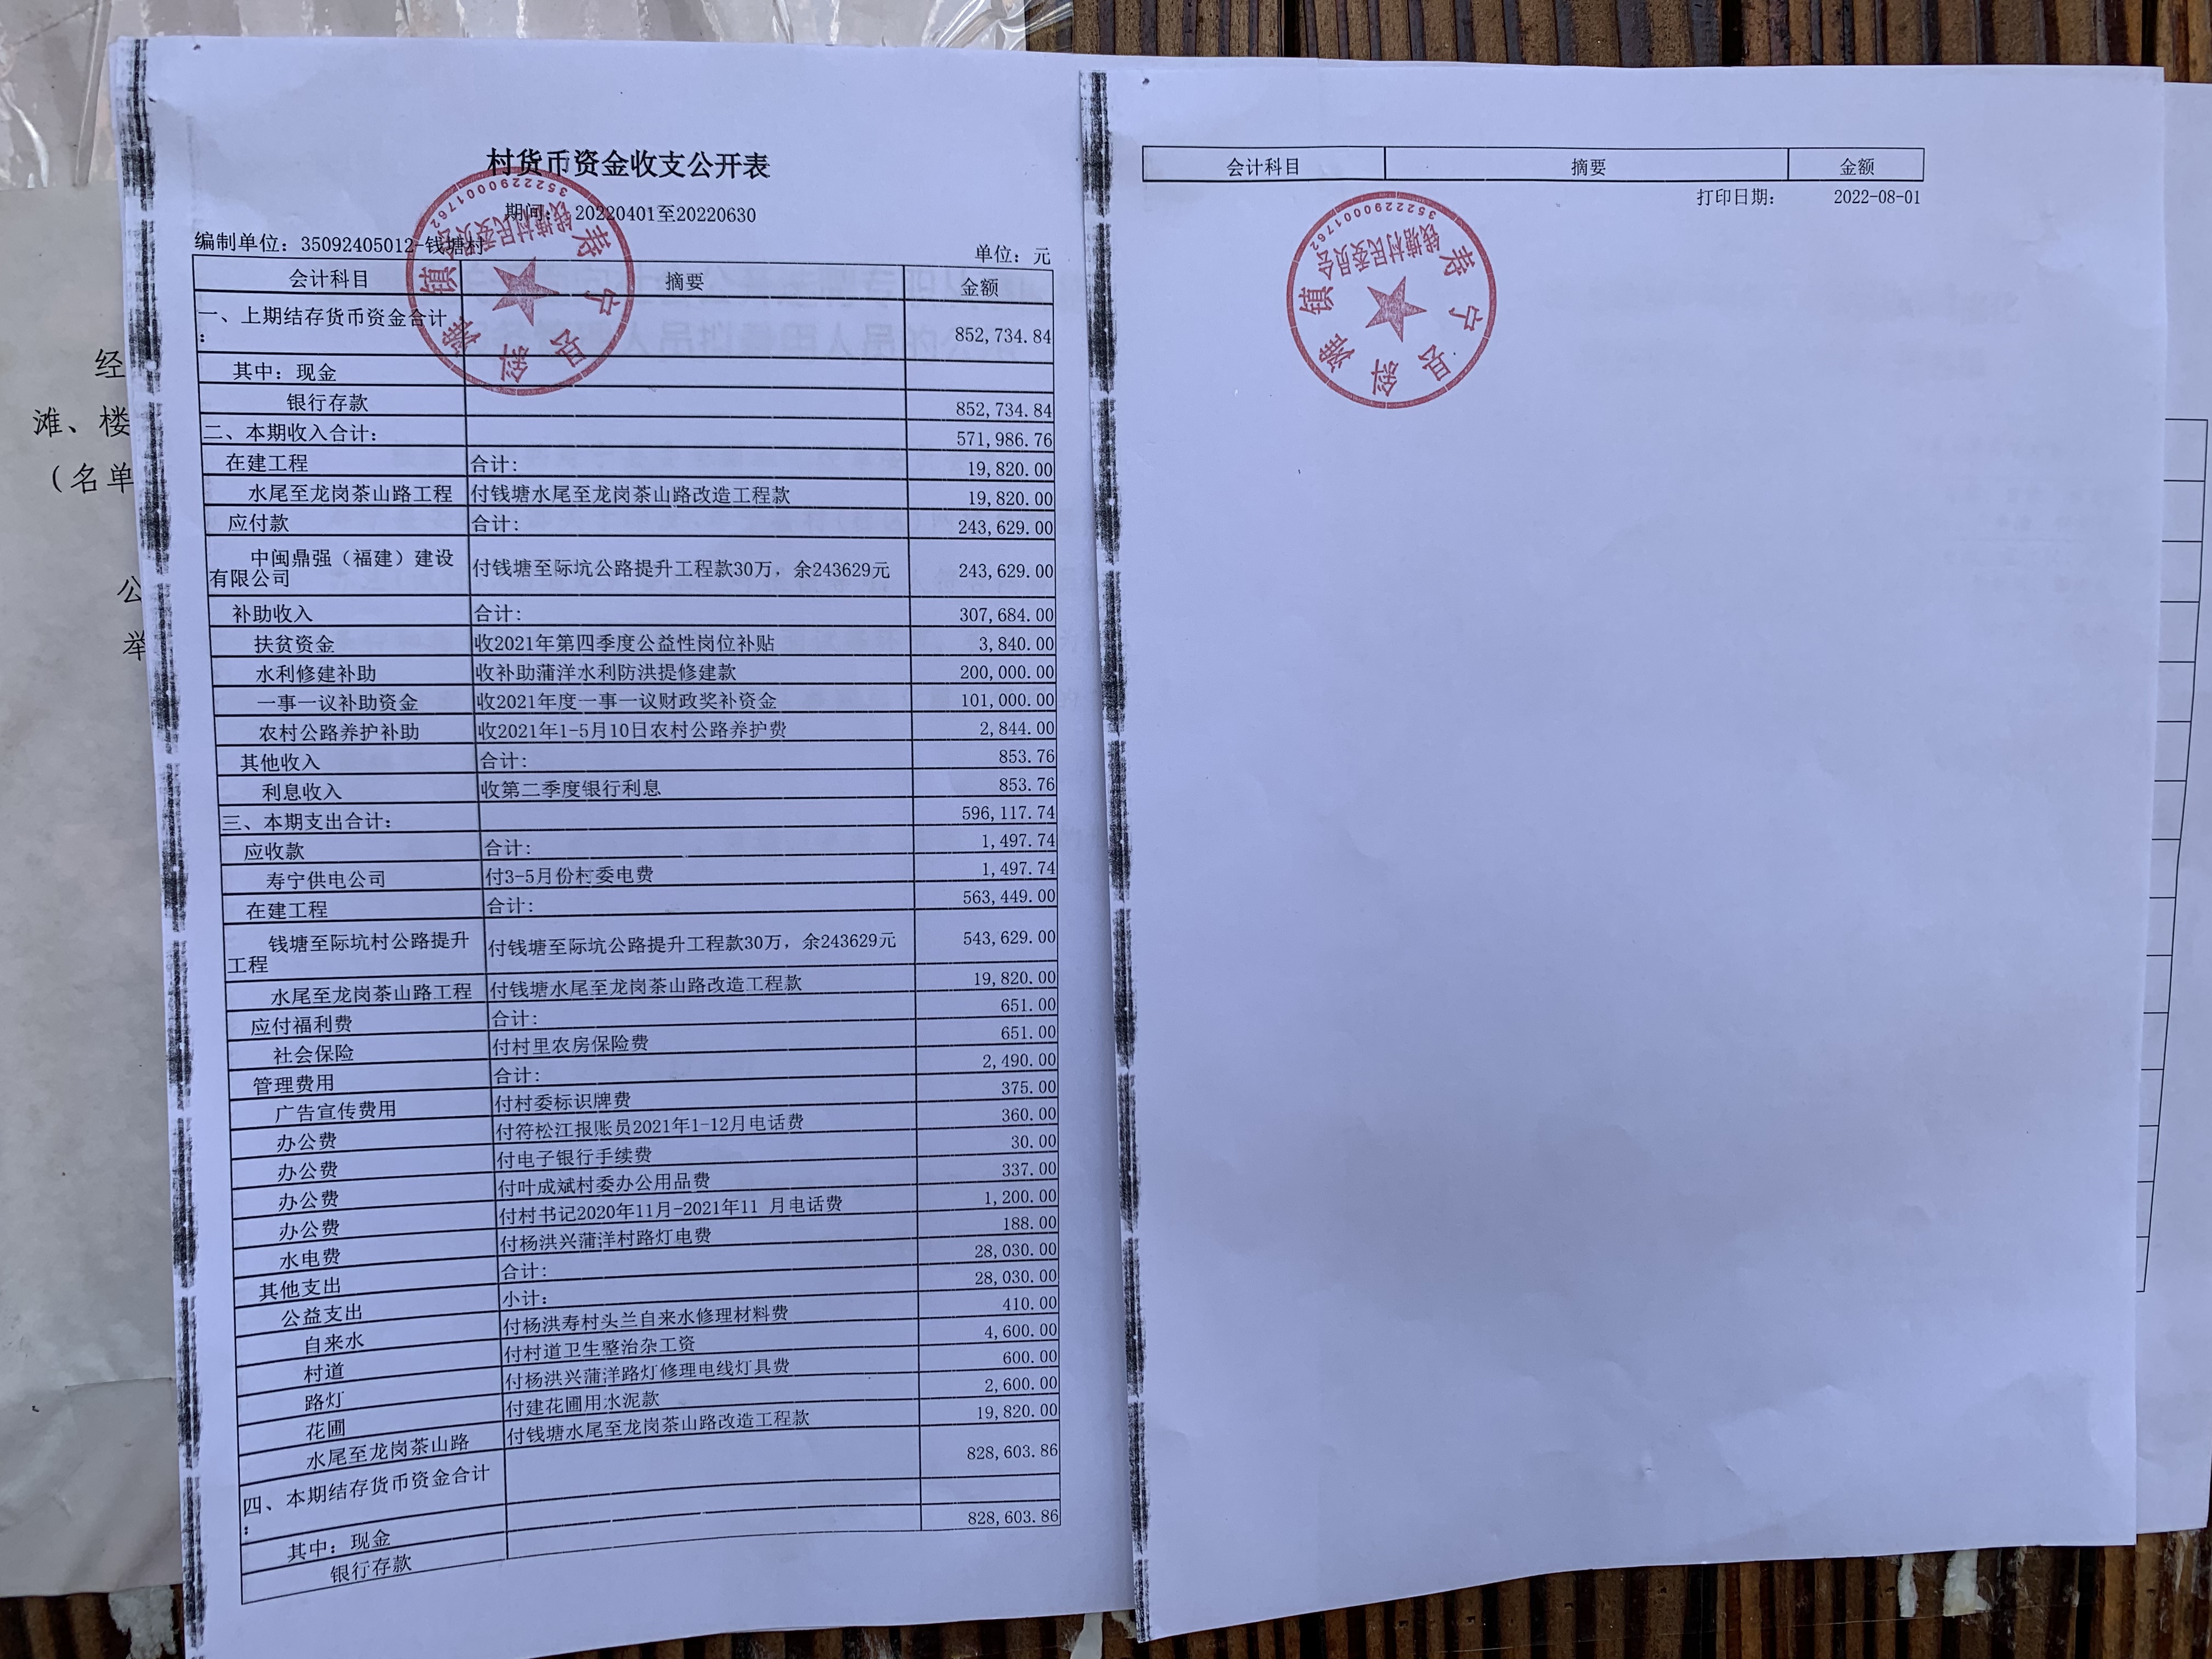 村货币资金收支公开表
期间： 20220401至20220630
编制单位：35092405012-钱塘村
单位：元
会计科目 摘要 金额
一、上期结存货币资金合计： 852,734.84
其中：现金
银行存款 852,734.84
二、本期收入合计： 571,986.76
在建工程 合计： 19,820.00
水尾至龙岗茶山路工程 付钱塘水尾至龙岗茶山路改造工程款 19,820.00
应付款 合计： 243,629.00
中闽鼎强（福建）建设有限公司 付钱塘至际坑公路提升工程款30万，余243629元 243,629.00
补助收入 合计： 307,684.00
扶贫资金 收2021年第四季度公益性岗位补贴 3,840.00
水利修建补助 收补助蒲洋水利防洪提修建款 200,000.00
一事一议补助资金 收2021年度一事一议财政奖补资金 101,000.00
农村公路养护补助 收2021年1-5月10日农村公路养护费 2,844.00
其他收入 合计： 853.76
利息收入 收第二季度银行利息 853.76
三、本期支出合计： 596,117.74
应收款 合计： 1,497.74
寿宁供电公司 付3-5月份村委电费 1,497.74
在建工程 合计： 563,449.00
钱塘至际坑村公路提升工程 付钱塘至际坑公路提升工程款30万，余243629元 543,629.00
水尾至龙岗茶山路工程 付钱塘水尾至龙岗茶山路改造工程款 19,820.00
应付福利费 合计： 651.00
社会保险 付村里农房保险费 651.00
管理费用 合计： 2,490.00
广告宣传费用 付村委标识牌费 375.00
办公费 付符松江报账员2021年1-12月电话费 360.00
办公费 付电子银行手续费 30.00
办公费 付叶成斌村委办公用品费 337.00
办公费 付村书记2020年11月-2021年11 月电话费 1,200.00
水电费 付杨洪兴蒲洋村路灯电费 188.00
其他支出 合计： 28,030.00
公益支出 小计： 28,030.00
自来水 付杨洪寿村头兰自来水修理材料费 410.00
村道 付村道卫生整治杂工资 4,600.00
路灯 付杨洪兴蒲洋路灯修理电线灯具费 600.00
花圃 付建花圃用水泥款 2,600.00
水尾至龙岗茶山路 付钱塘水尾至龙岗茶山路改造工程款 19,820.00
四、本期结存货币资金合计： 828,603.86
其中：现金
银行存款 828,603.86
寿宁县斜滩镇
钱塘村民委员会
3522290001762
会计科目 摘要 金额
打印日期： 2022-08-01
寿宁县斜滩镇
钱塘村民委员会
3522290001762
经
滩、楼
（名单
公
举